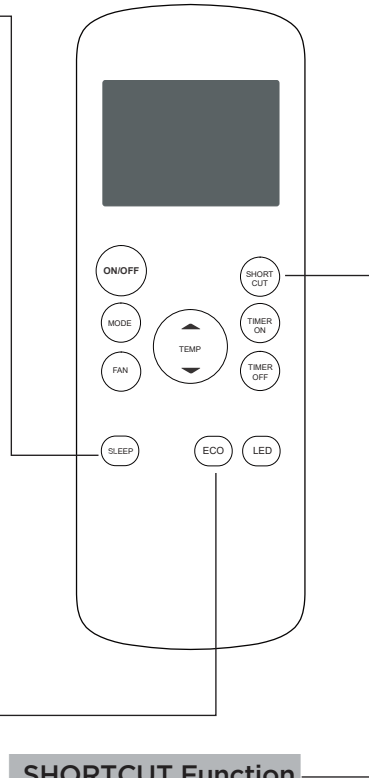 ON/OFF
SHORT
CUT
MODE
TEMP
TIMER
ON
FAN
TIMER
OFF
SLEEP
ECO
LED
SHORTCUT Function